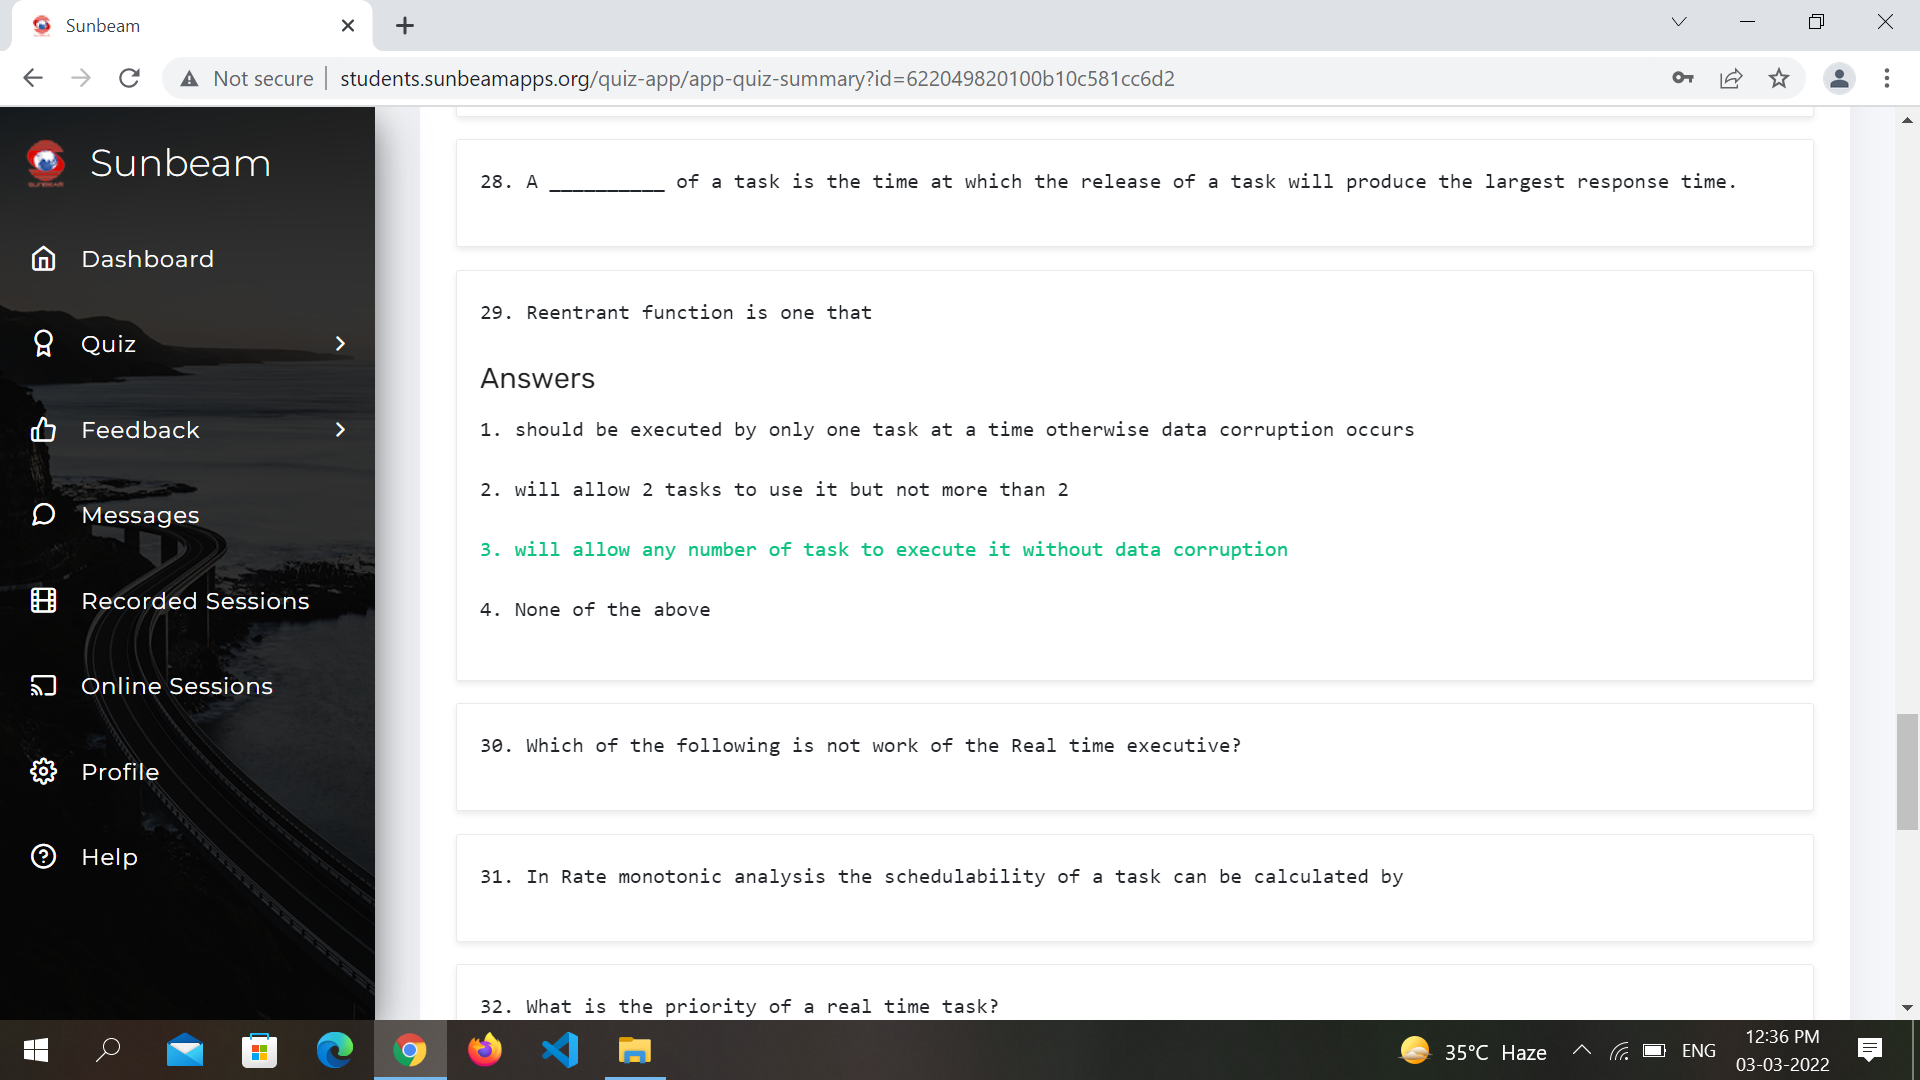 Sunbeam
Not secure
students.sunbeamapps.org/quiz-app/app-quiz-summary?id=622049820100b10c581cc6d2
SUNBEAM
Sunbeam
Dashboard
Quiz
Feedback
Messages
Recorded Sessions
Online Sessions
Profile
Help
28. A __________ of a task is the time at which the release of a task will produce the largest response time.
29. Reentrant function is one that
Answers
1. should be executed by only one task at a time otherwise data corruption occurs
2. will allow 2 tasks to use it but not more than 2
3. will allow any number of task to execute it without data corruption
4. None of the above
30. Which of the following is not work of the Real time executive?
31. In Rate monotonic analysis the schedulability of a task can be calculated by
32. What is the priority of a real time task?
35°C Haze
ENG
12:36 PM
03-03-2022